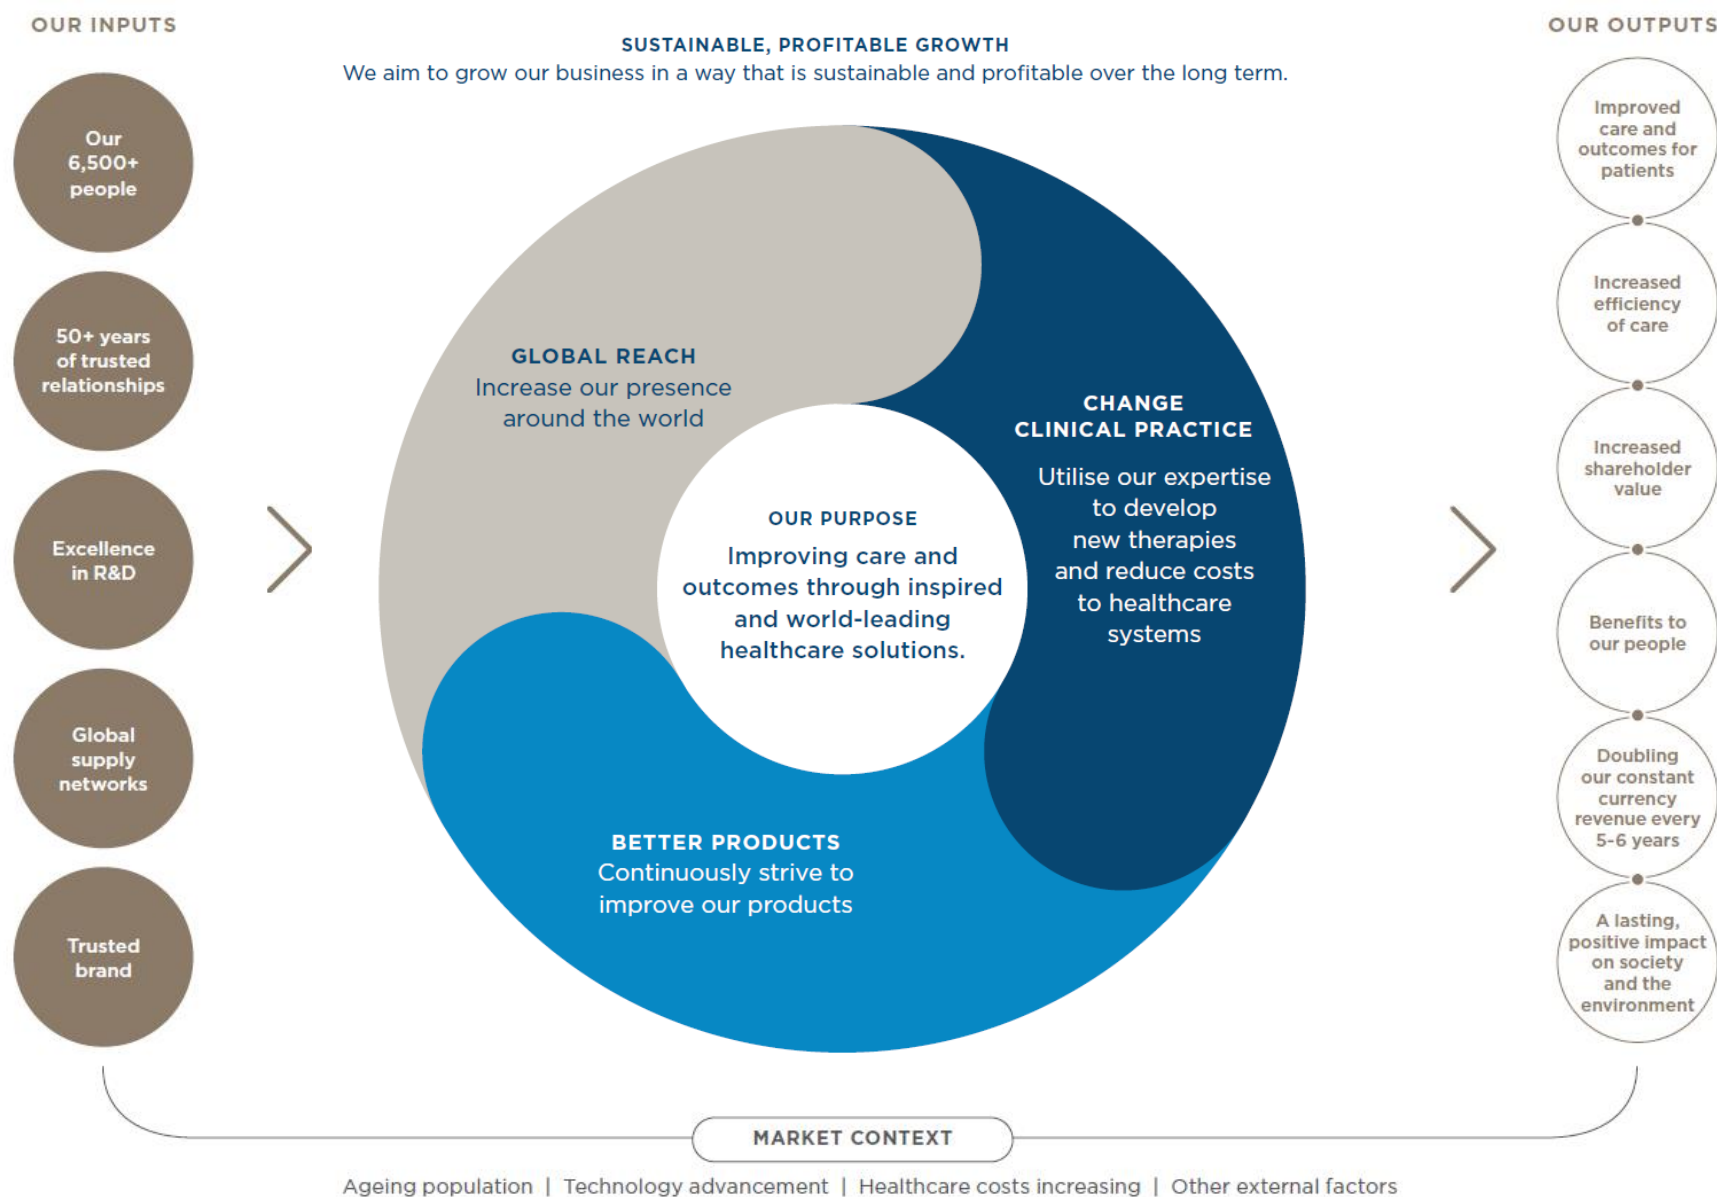 OUR INPUTS
Our
6,500+
people
50+ years
of trusted
relationships
Excellence
in R&D
Global
supply
networks
Trusted
brand
SUSTAINABLE, PROFITABLE GROWTH
We aim to grow our business in a way that is sustainable and profitable over the long term.
GLOBAL REACH
Increase our presence
around the world
CHANGE
CLINICAL PRACTICE
Utilise our expertise
to develop
new therapies
and reduce costs
to healthcare
systems
OUR PURPOSE
Improving care and
outcomes through inspired
and world-leading
healthcare solutions.
BETTER PRODUCTS
Continuously strive to
improve our products
OUR OUTPUTS
Improved
care and
outcomes for
patients
Increased
efficiency
of care
Increased
shareholder
value
Benefits to
our people
Doubling
our constant
currency
revenue every
5-6 years
A lasting,
positive impact
on society
and the
environment
MARKET CONTEXT
Ageing population | Technology advancement | Healthcare costs increasing | Other external factors